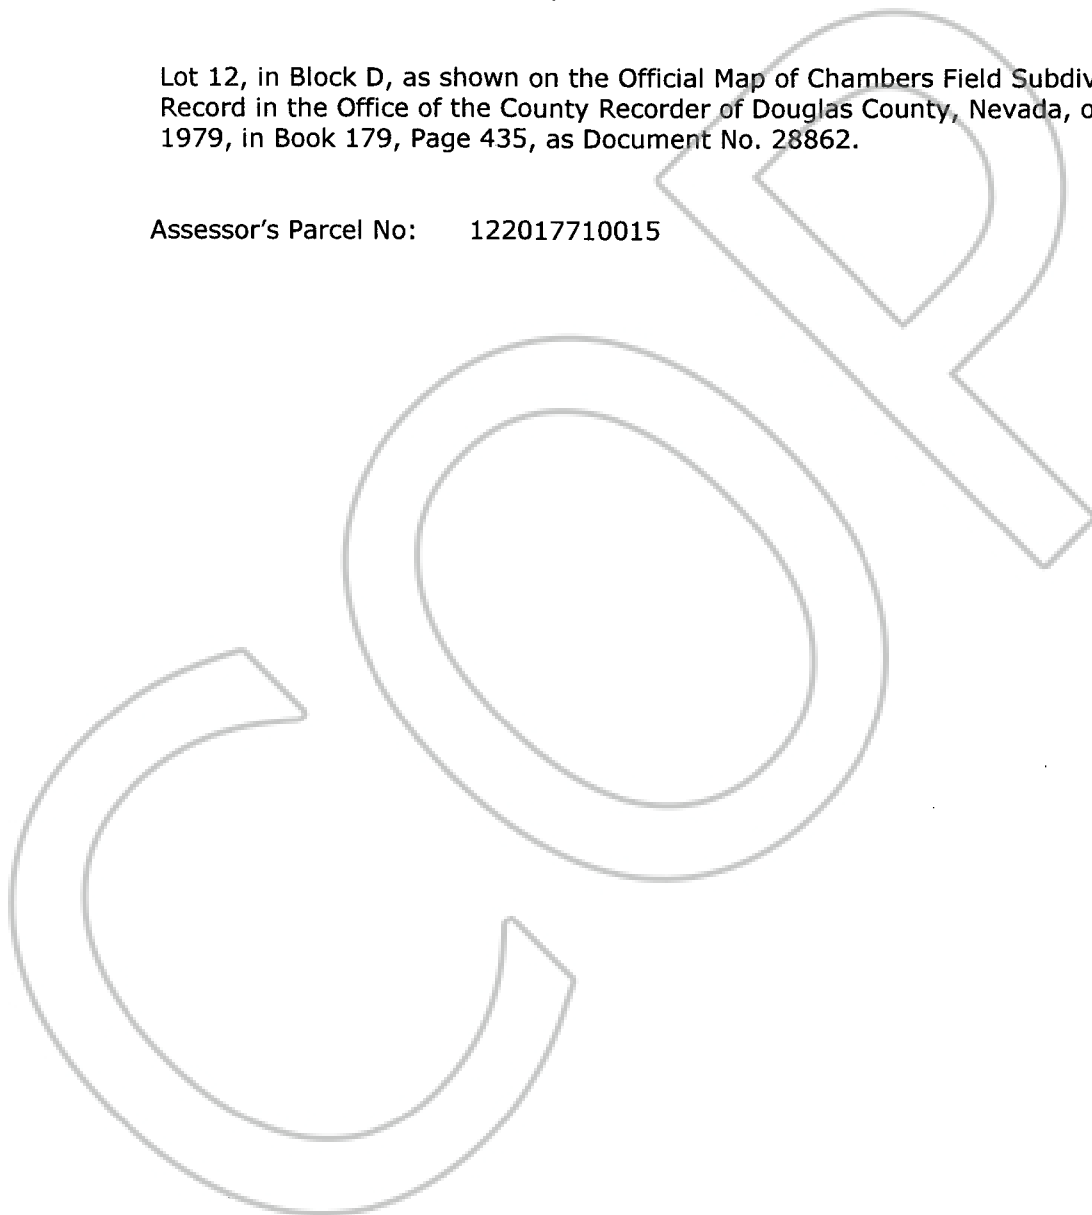 Lot 12, in Block D, as shown on the Official Map of Chambers Field Subdiv
Record in the Office of the County Recorder of Douglas County, Nevada, o
1979, in Book 179, Page 435, as Document No. 28862.
Assessor's Parcel No: 122017710015
COP